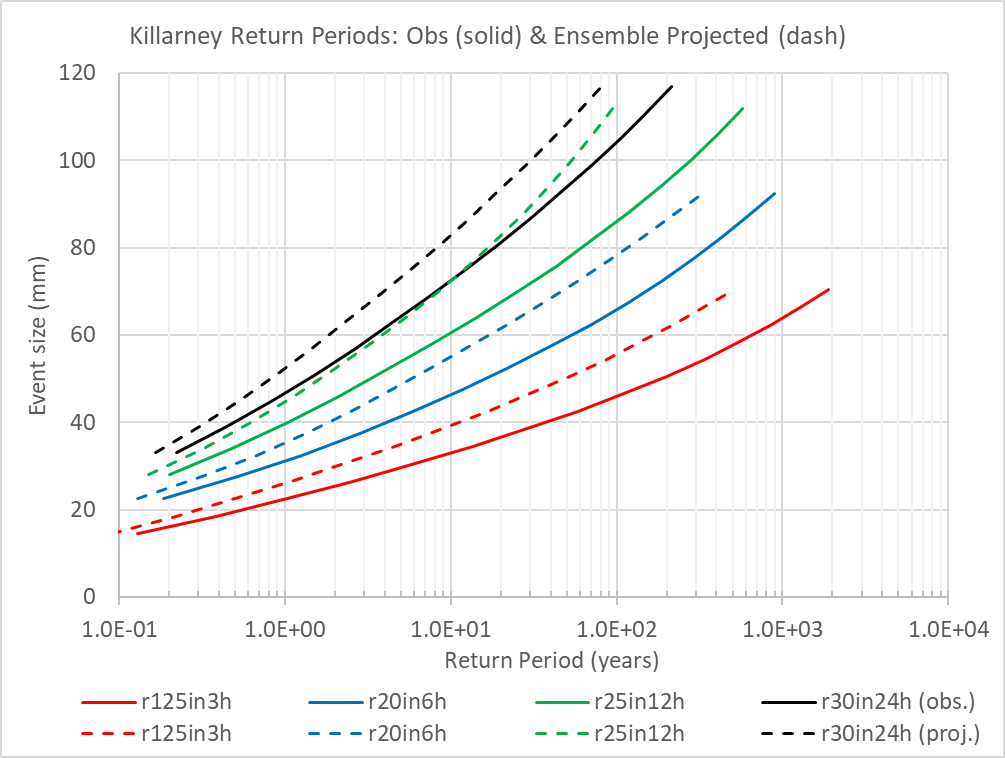 Killarney Return Periods: Obs (solid) & Ensemble Projected (dash)
120
100
80
60
40
20
0
Event size (mm)
1.0E-01 1.0E+00 1.0E+01 1.0E+02 1.0E+03 1.0E+04
Return Period (years)
r125in3h r20in6h r25in12h r30in24h (obs.)
r125in3h r20in6h r25in12h r30in24h (proj.)